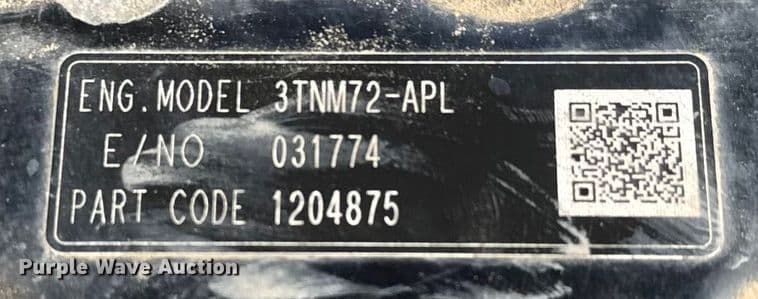 ENG. MODEL 3TNM72-APL
E/NO 031774
PART CODE 1204875
Purple Wave Auction